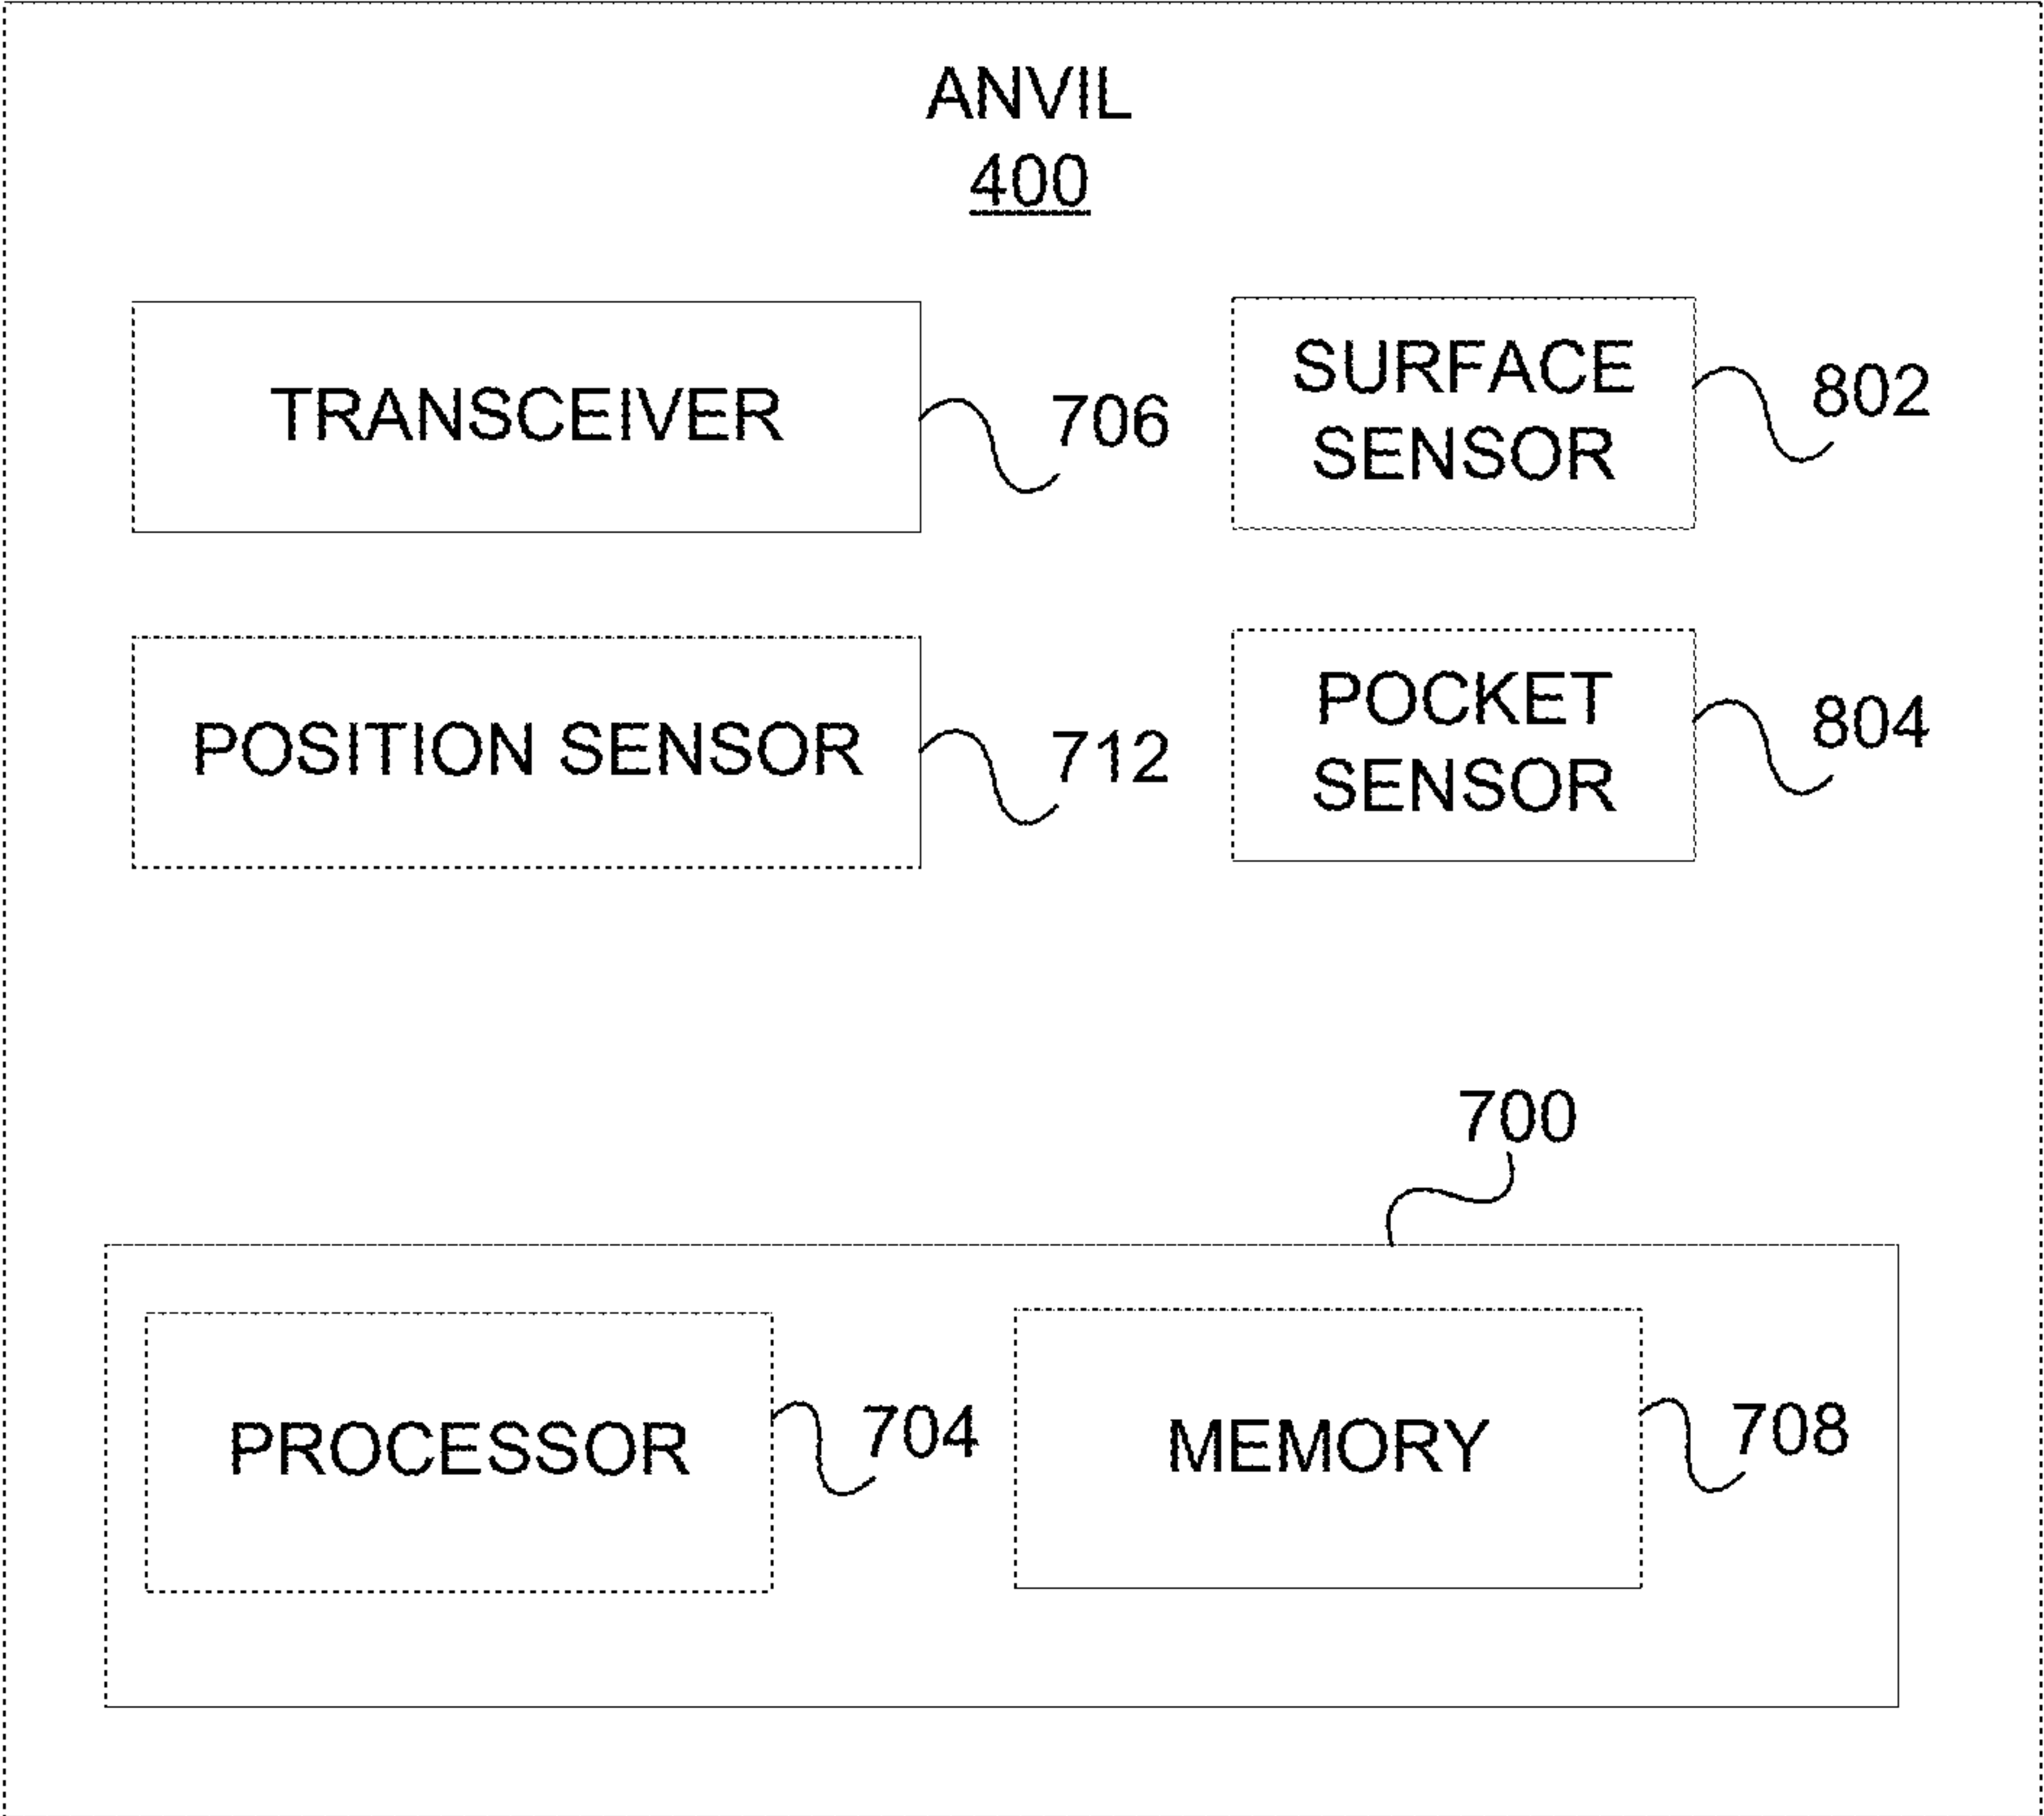 ANVIL
400
TRANSCEIVER
706
SURFACE
SENSOR
802
POSITION SENSOR
712
POCKET
SENSOR
804
700
PROCESSOR
704
MEMORY
708